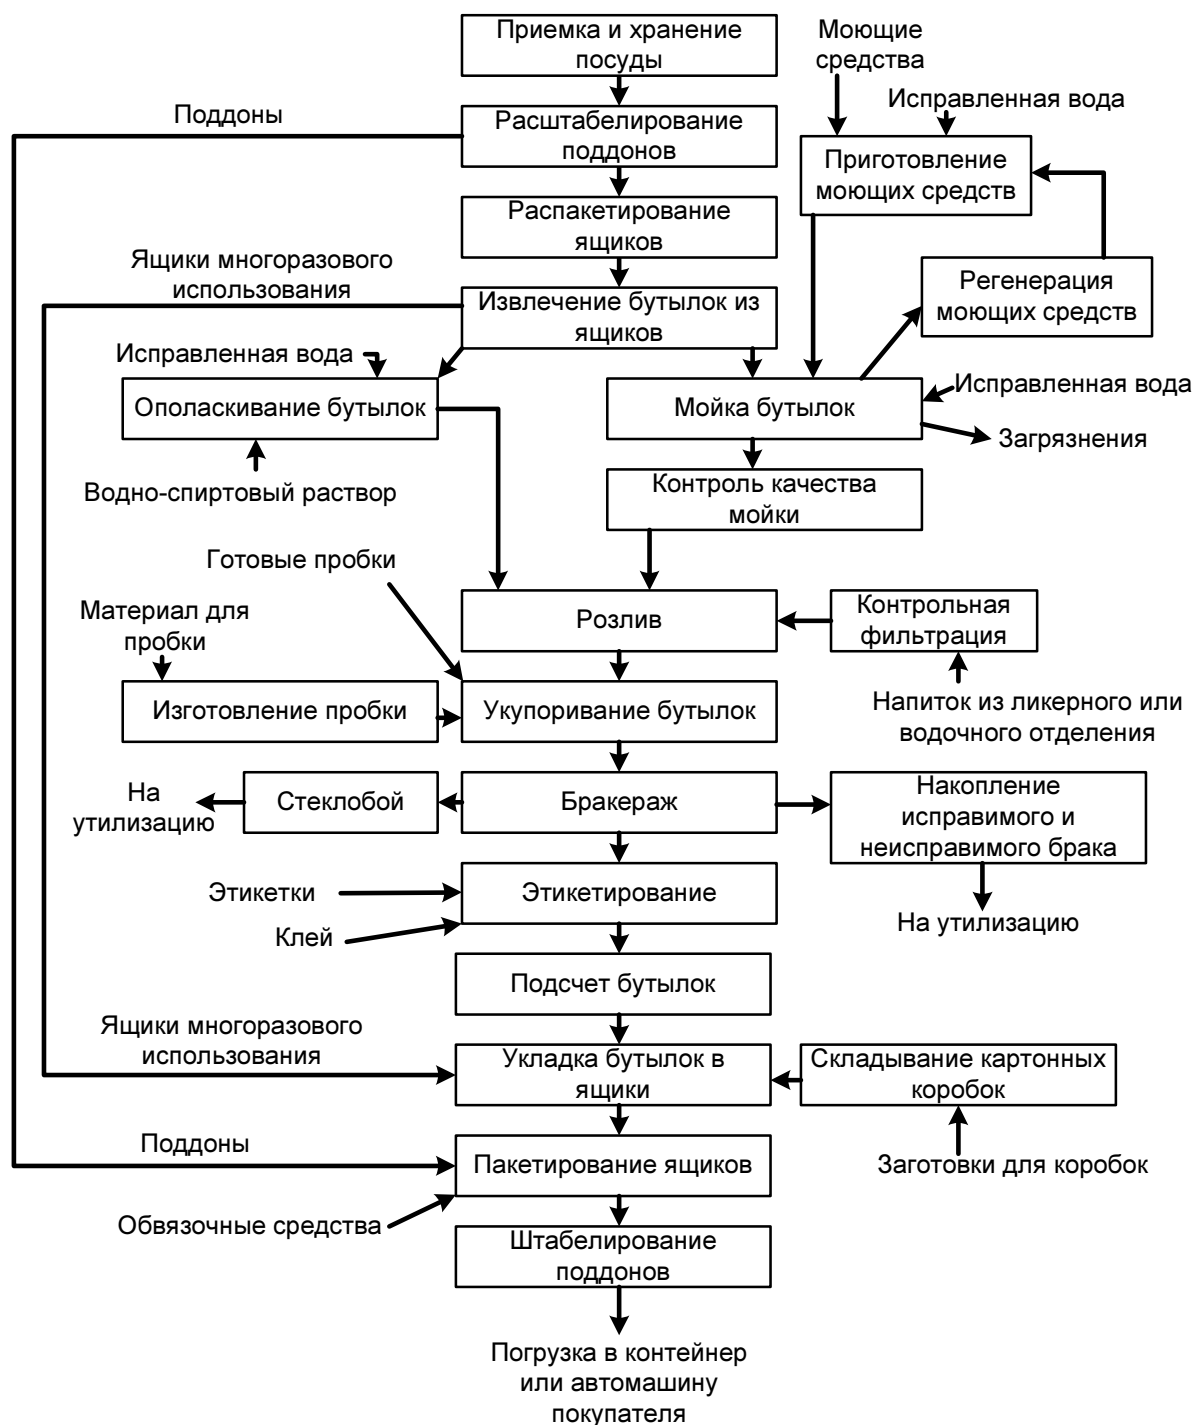 Приемка и хранение
посуды
Моющие
средства
Поддоны
Исправленная вода
Расштабелирование
поддонов
Приготовление
моющих средств
Распакетирование
ящиков
Ящики многоразового
использования
Извлечение бутылок из
ящиков
Регенерация
моющих средств
Исправленная вода
Ополаскивание бутылок
Мойка бутылок
Исправленная вода
Загрязнения
Водно-спиртовый раствор
Контроль качества
мойки
Готовые пробки
Материал для
пробки
Розлив
Контрольная
фильтрация
Изготовление пробки
Укупоривание бутылок
Напиток из ликерного или
водочного отделения
На
утилизацию
Стеклобой
Бракераж
Накопление
исправимого и
неисправимого брака
Этикетки
Этикетирование
Клей
На утилизацию
Подсчет бутылок
Ящики многоразового
использования
Укладка бутылок в
ящики
Складывание картонных
коробок
Поддоны
Пакетирование ящиков
Заготовки для коробок
Обвязочные средства
Штабелирование
поддонов
Погрузка в контейнер
или автомашину
покупателя